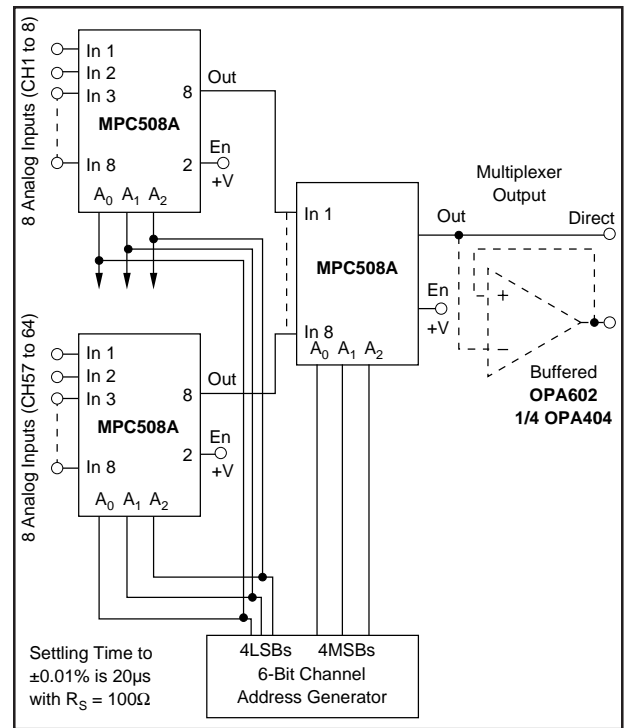 8 Analog Inputs (CH1 to 8)
In 1
In 2
In 3
In 8
MPC508A
8
Out
2
En
+V
A0 A1 A2
8 Analog Inputs (CH57 to 64)
In 1
In 2
In 3
In 8
MPC508A
8
Out
2
En
+V
A0 A1 A2
In 1
In 8
MPC508A
A0 A1 A2
Out
En
+V
Multiplexer
Output
Direct
+
–
Buffered
OPA602
1/4 OPA404
Settling Time to
±0.01% is 20µs
with RS = 100Ω
4LSBs 4MSBs
6-Bit Channel
Address Generator